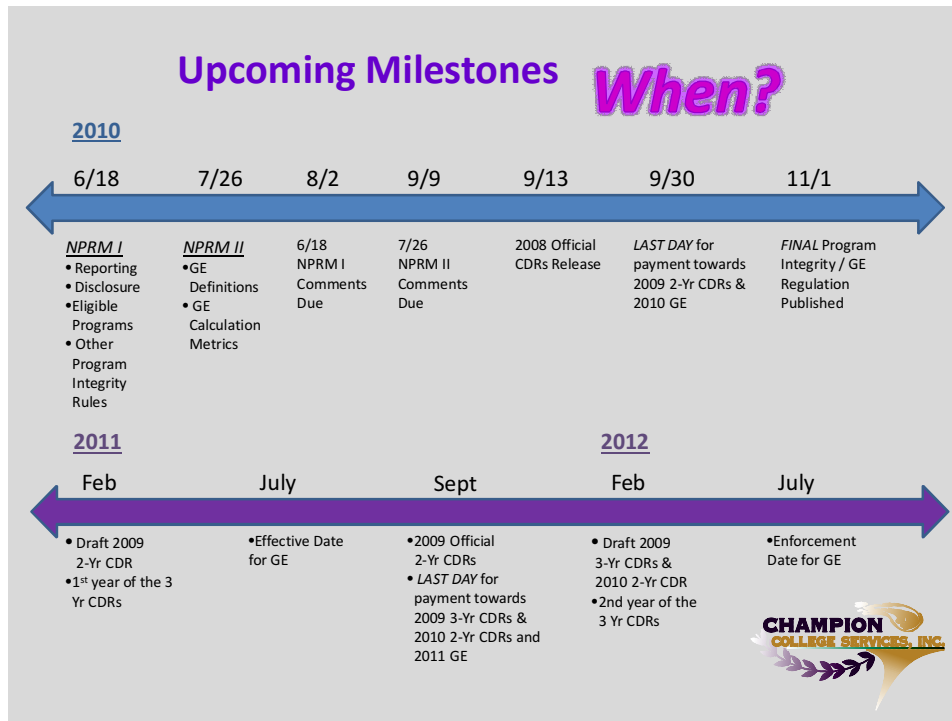 Upcoming Milestones When?
2010
6/18 7/26 8/2 9/9 9/13 9/30 11/1
NPRM I
• Reporting
• Disclosure
•Eligible
Programs
• Other
Program
Integrity
Rules
NPRM II
•GE
Definitions
• GE
Calculation
Metrics
6/18
NPRM I
Comments
Due
7/26
NPRM II
Comments
Due
2008 Official
CDRs Release
LAST DAY for
payment towards
2009 2-Yr CDRs &
2010 GE
FINAL Program
Integrity / GE
Regulation
Published
2011 2012
Feb July Sept Feb July
• Draft 2009
2-Yr CDR
•1st year of the 3
Yr CDRs
•Effective Date
for GE
•2009 Official
2-Yr CDRs
• LAST DAY for
payment towards
2009 3-Yr CDRs &
2010 2-Yr CDRs and
2011 GE
• Draft 2009
3-Yr CDRs &
2010 2-Yr CDR
•2nd year of the
3 Yr CDRs
•Enforcement
Date for GE
CHAMPION
COLLEGE SERVICES, INC.